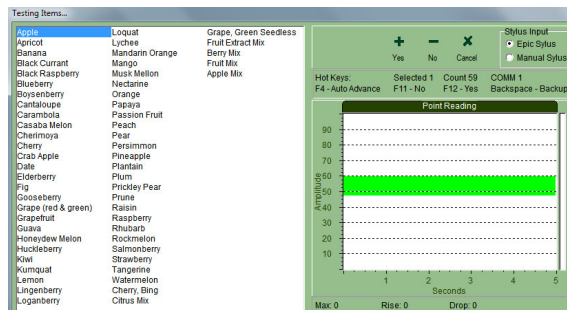 Testing Items...
Apple
Apricot
Banana
Black Currant
Black Raspberry
Blueberry
Boysenberry
Cantaloupe
Carambola
Casaba Melon
Cherimoya
Cherry
Crab Apple
Date
Elderberry
Fig
Gooseberry
Grape (red & green)
Grapefruit
Guava
Honeydew Melon
Huckleberry
Kiwi
Kumquat
Lemon
Lingenberry
Loganberry
Loquat
Lychee
Mandarin Orange
Mango
Musk Mellon
Nectarine
Orange
Papaya
Passion Fruit
Peach
Pear
Persimmon
Pineapple
Plantain
Plum
Prickley Pear
Prune
Raisin
Raspberry
Rhubarb
Rockmelon
Salmonberry
Strawberry
Tangerine
Watermelon
Cherry, Bing
Citrus Mix
Grape, Green Seedless
Fruit Extract Mix
Berry Mix
Fruit Mix
Apple Mix
Yes No Cancel
Stylus Input
Epic Sylus
Manual Sylus
Hot Keys: Selected 1 Count 59 COMM 1
F4 - Auto Advance F11 - No F12 - Yes Backspace - Backup
Point Reading
Amplitude
90
80
70
60
50
40
30
20
10
1 2 3 4 5
Seconds
Max: 0 Rise: 0 Drop: 0